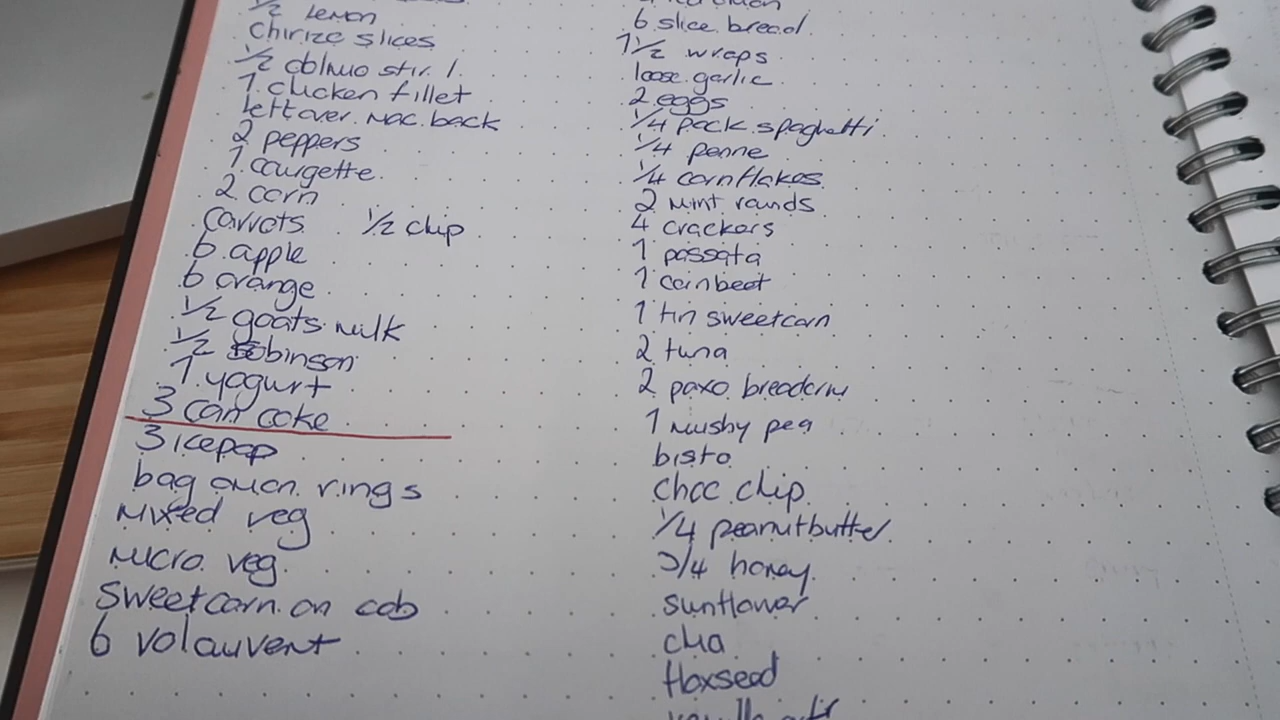 1/2 lemon
chirizo slices
1/2 stir
1 chicken fillet
leftover mac back
2 peppers
1 courgette
2 corn
carrots 1/2 chip
6 apple
6 orange
1/2 goats milk
1/2 robinson
1 yogurt
3 can coke
3 icepop
bag onion rings
mixed veg
micro veg
sweetcorn on cob
6 volauvent
6 slice bread
1 1/2 wraps
loose garlic
2 eggs
1/4 pack spaghetti
1/4 penne
1/4 cornflakes
2 mint rounds
4 crackers
1 passata
1 cornbeef
1 tin sweetcorn
2 tuna
2 paxo
1 mushy pea
bisto
choc chip
1/4 peanutbutter
3/4 honey
sunflower
chia
flaxseed